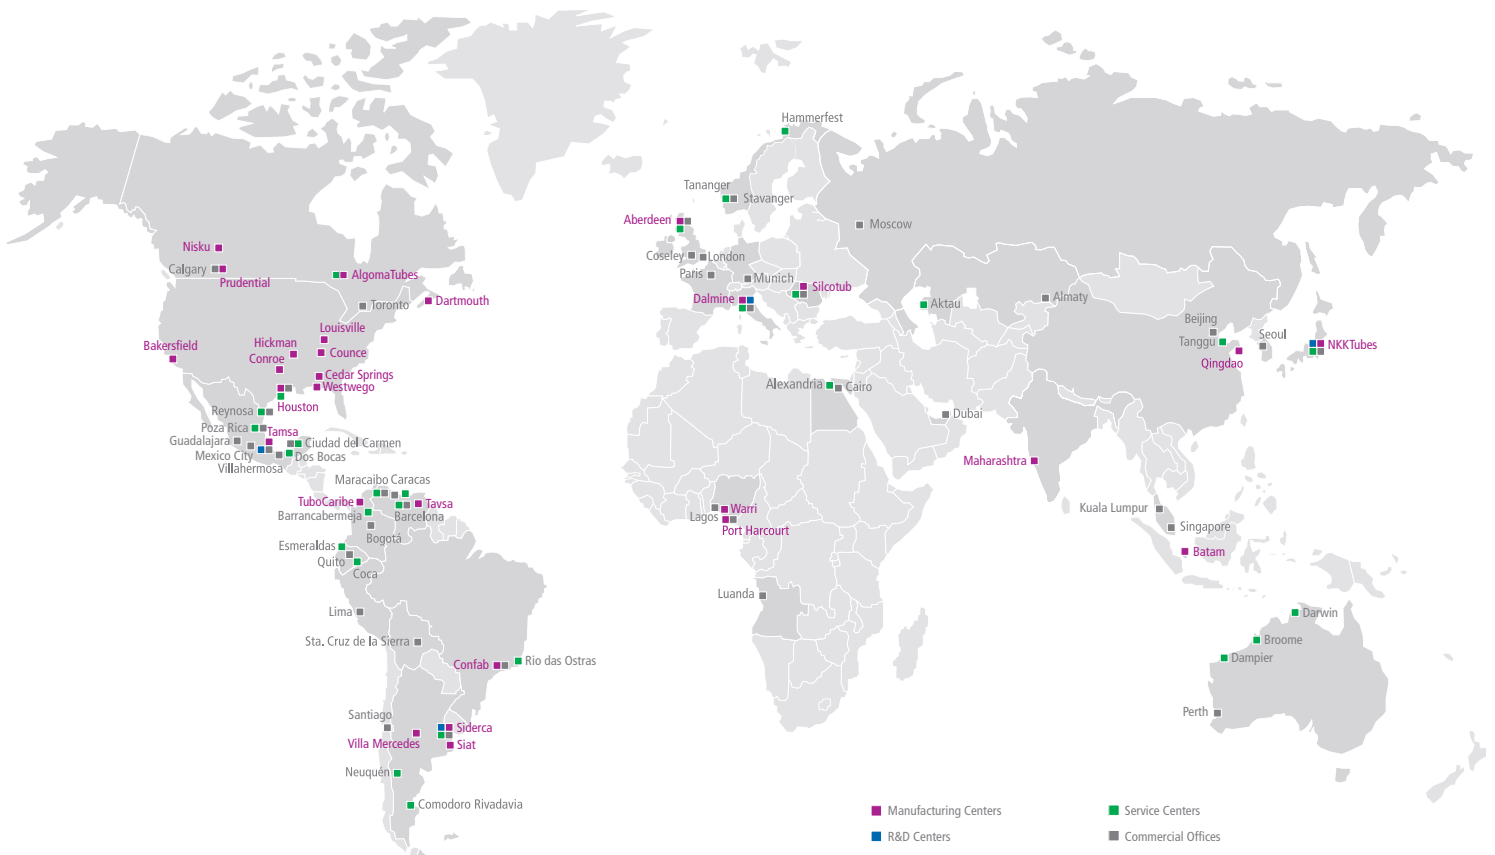 Hammerfest
Tananger
Stavanger
Aberdeen
Moscow
Nisku
Coseley
London
Calgary
Prudential
AlgomaTubes
Paris
Munich
Silcotub
Dartmouth
Toronto
Dalmine
Aktau
Almaty
Louisville
Beijing
Bakersfield
Hickman
Counce
Tanggu
Seoul
NKKTubes
Conroe
Qingdao
Cedar Springs
Westwego
Alexandria
Cairo
Houston
Reynosa
Dubai
Poza Rica
Tamsa
Guadalajara
Ciudad del Carmen
Mexico City
Dos Bocas
Villahermosa
Maharashtra
Maracaibo
Caracas
TuboCaribe
Tavsa
Barrancabermeja
Barcelona
Lagos
Warri
Port Harcourt
Kuala Lumpur
Singapore
Bogotá
Esmeraldas
Quito
Coca
Batam
Luanda
Lima
Darwin
Sta. Cruz de la Sierra
Broome
Confab
Rio das Ostras
Dampier
Santiago
Perth
Siderca
Villa Mercedes
Siat
Neuquén
Comodoro Rivadavia
Manufacturing Centers
Service Centers
R&D Centers
Commercial Offices